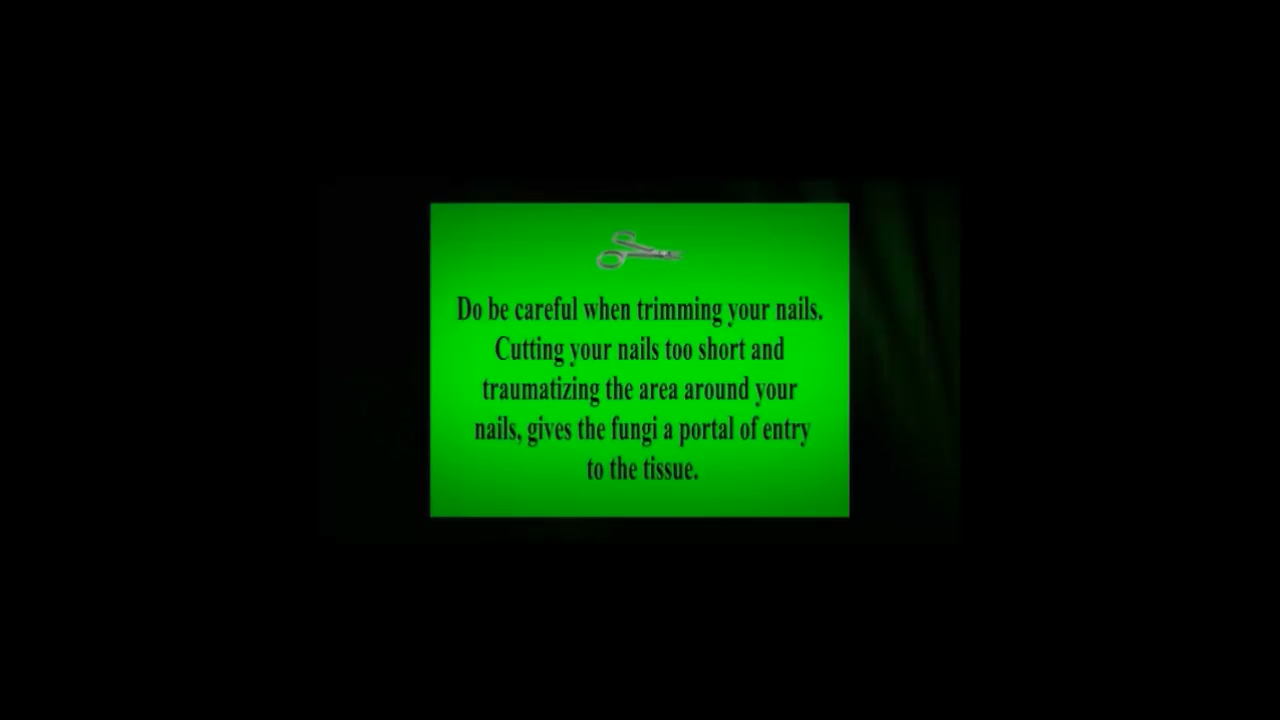 Do be careful when trimming your nails.
Cutting your nails too short and
traumatizing the area around your
nails, gives the fungi a portal of entry
to the tissue.